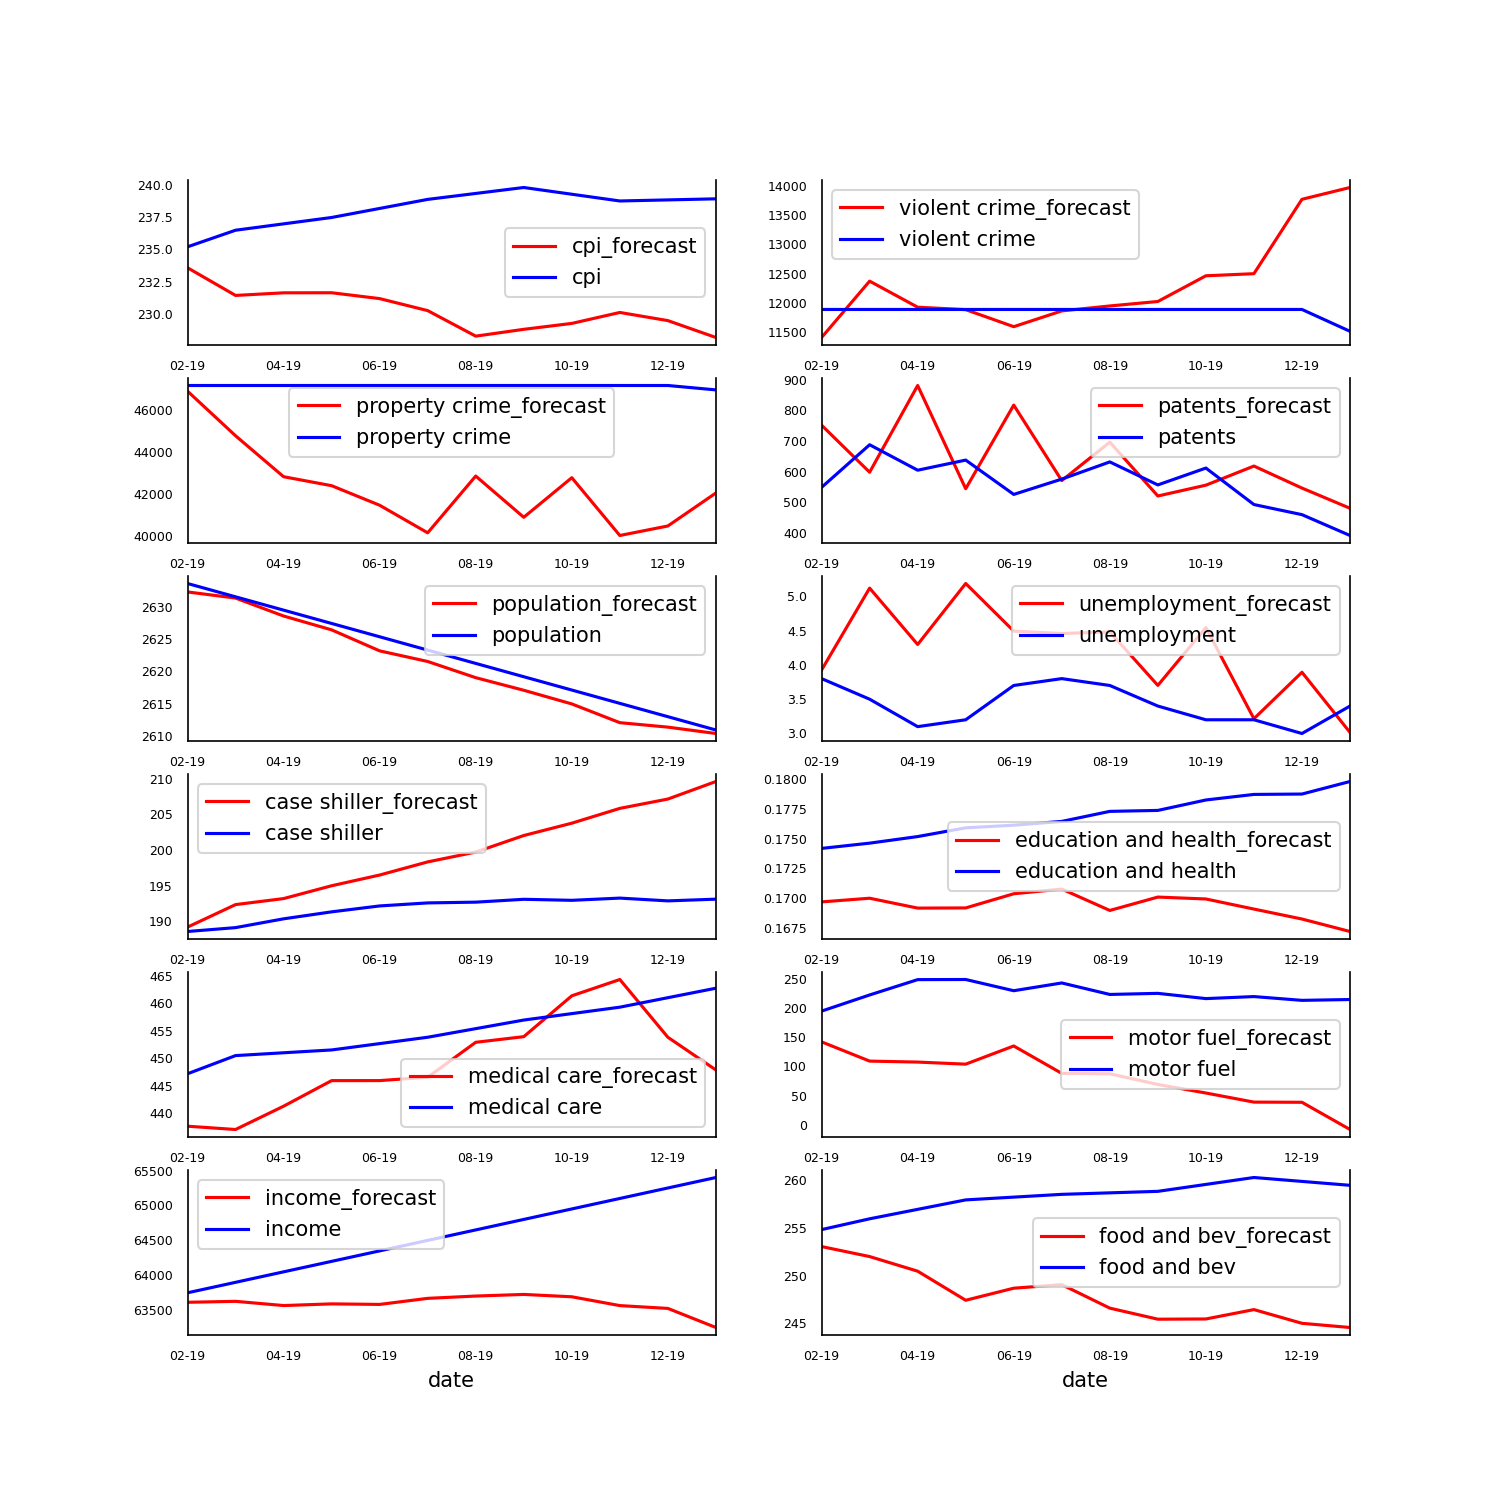 240.0
237.5
235.0
232.5
230.0
cpi_forecast
cpi
02-19 04-19 06-19 08-19 10-19 12-19
14000
13500
13000
12500
12000
11500
violent crime_forecast
violent crime
02-19 04-19 06-19 08-19 10-19 12-19
46000
44000
42000
40000
property crime_forecast
property crime
02-19 04-19 06-19 08-19 10-19 12-19
900
800
700
600
500
400
patents_forecast
patents
02-19 04-19 06-19 08-19 10-19 12-19
2630
2625
2620
2615
2610
population_forecast
population
02-19 04-19 06-19 08-19 10-19 12-19
5.0
4.5
4.0
3.5
3.0
unemployment_forecast
unemployment
02-19 04-19 06-19 08-19 10-19 12-19
210
205
200
195
190
case shiller_forecast
case shiller
02-19 04-19 06-19 08-19 10-19 12-19
0.1800
0.1775
0.1750
0.1725
0.1700
0.1675
education and health_forecast
education and health
02-19 04-19 06-19 08-19 10-19 12-19
465
460
455
450
445
440
medical care_forecast
medical care
02-19 04-19 06-19 08-19 10-19 12-19
250
200
150
100
50
0
motor fuel_forecast
motor fuel
02-19 04-19 06-19 08-19 10-19 12-19
65500
65000
64500
64000
63500
income_forecast
income
02-19 04-19 06-19 08-19 10-19 12-19
date
260
255
250
245
food and bev_forecast
food and bev
02-19 04-19 06-19 08-19 10-19 12-19
date